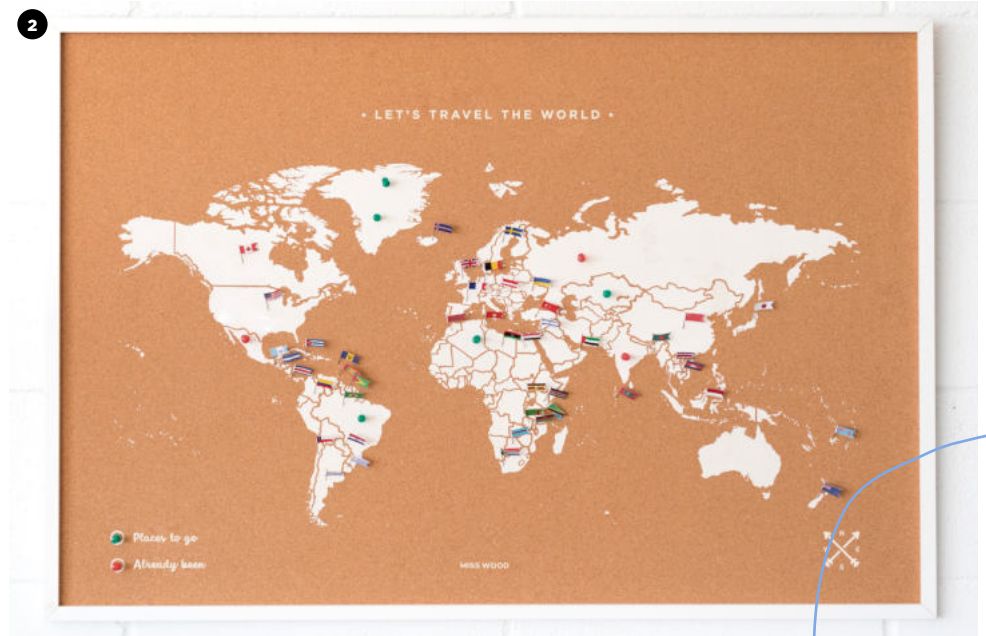 2
• LET'S TRAVEL THE WORLD •
Places to go
Already been
MISS WOOD
N
S